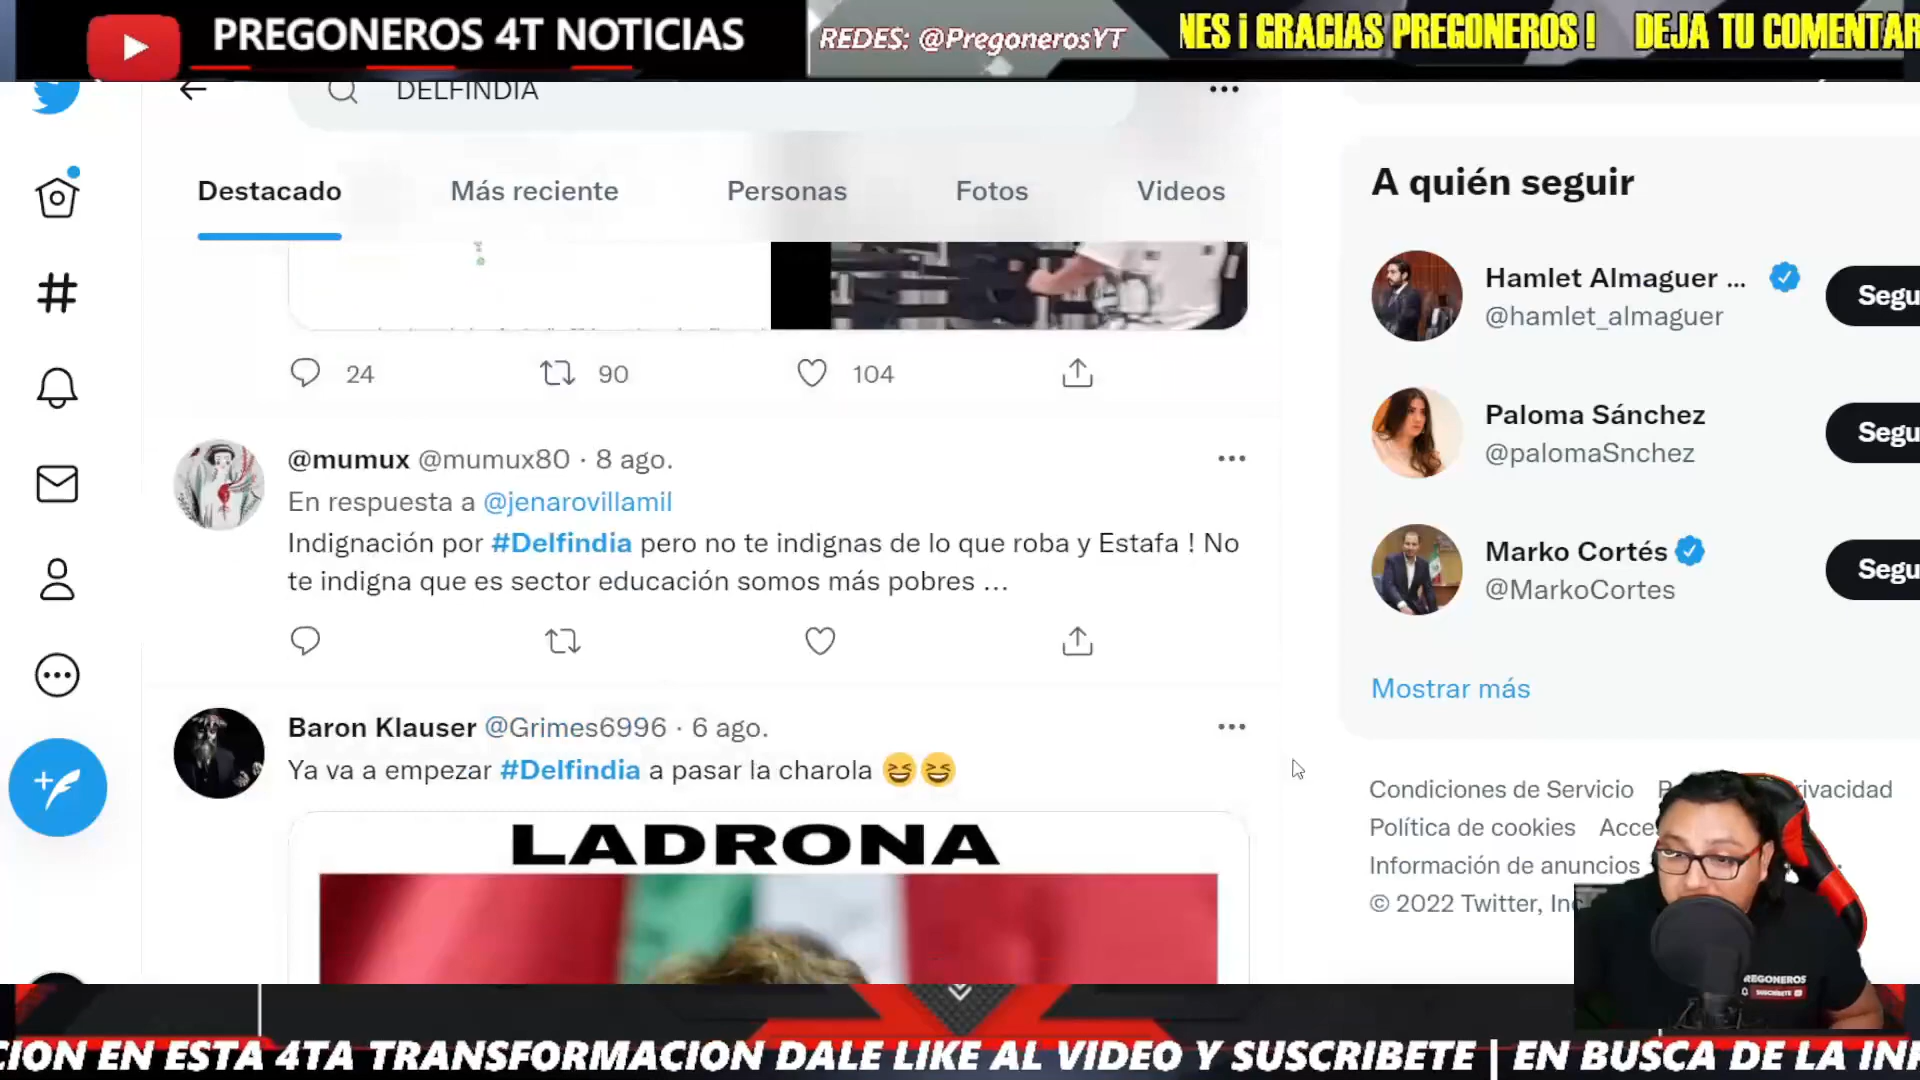 PREGONEROS 4T NOTICIAS
REDES: @PregonerosYT
NES ¡ GRACIAS PREGONEROS ! DEJA TU COMENTAR
DELFINDIA
Destacado
Más reciente
Personas
Fotos
Videos
24
90
104
@mumux @mumux80 · 8 ago.
En respuesta a @jenarovillamil
Indignación por #Delfindia pero no te indignas de lo que roba y Estafa ! No
te indigna que es sector educación somos más pobres ...
Baron Klauser @Grimes6996 · 6 ago.
Ya va a empezar #Delfindia a pasar la charola 😆😆
LADRONA
A quién seguir
Hamlet Almaguer ...
@hamlet_almaguer
Segu
Paloma Sánchez
@palomaSnchez
Segu
Marko Cortés
@MarkoCortes
Segu
Mostrar más
Condiciones de Servicio P rivacidad
Política de cookies Acces
Información de anuncios
© 2022 Twitter, Inc
REGONEROS
SUSCRIBETE
CION EN ESTA 4TA TRANSFORMACION DALE LIKE AL VIDEO Y SUSCRIBETE | EN BUSCA DE LA INF